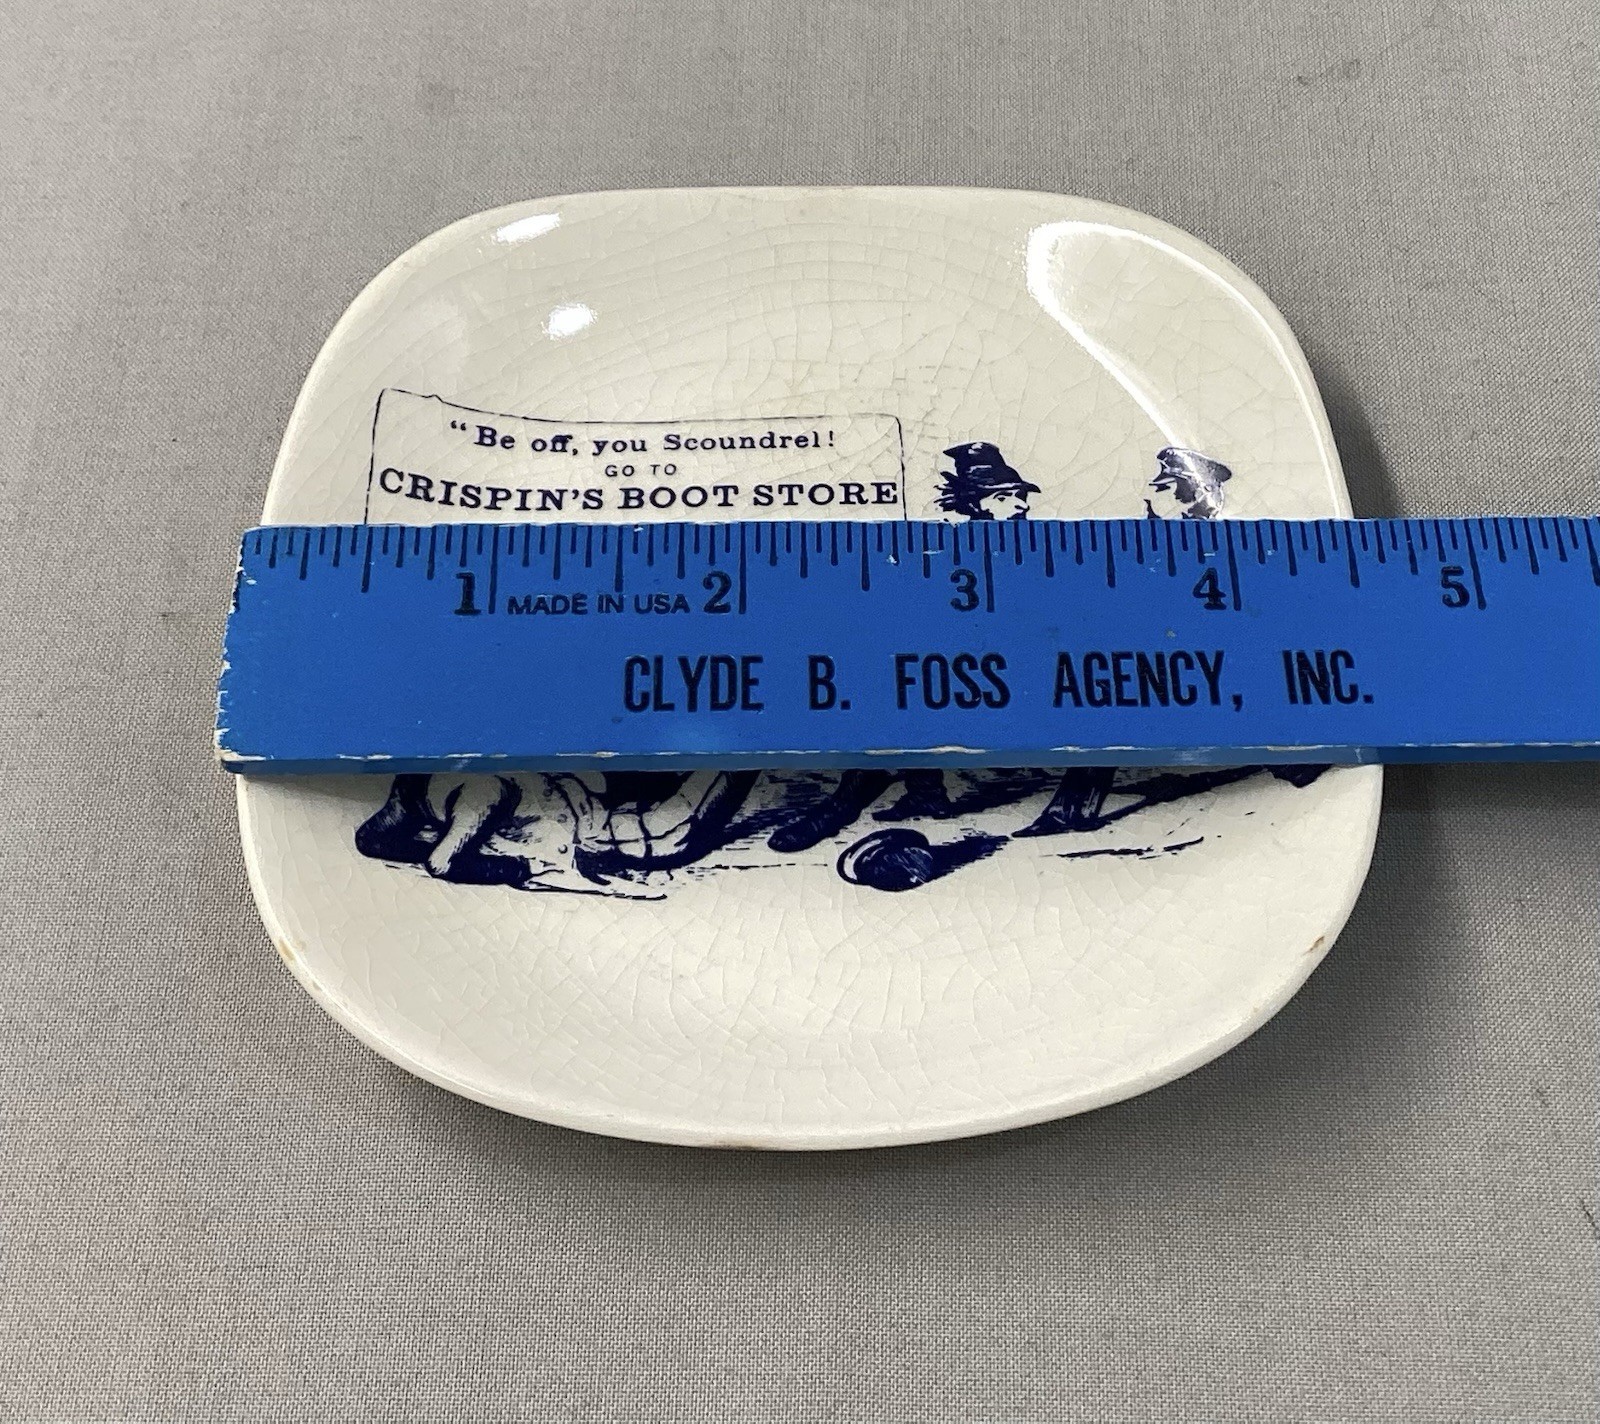 “Be off, you Scoundrel!
GO TO
CRISPIN'S BOOT STORE
1 MADE IN USA 2 3 4 5
CLYDE B. FOSS AGENCY, INC.